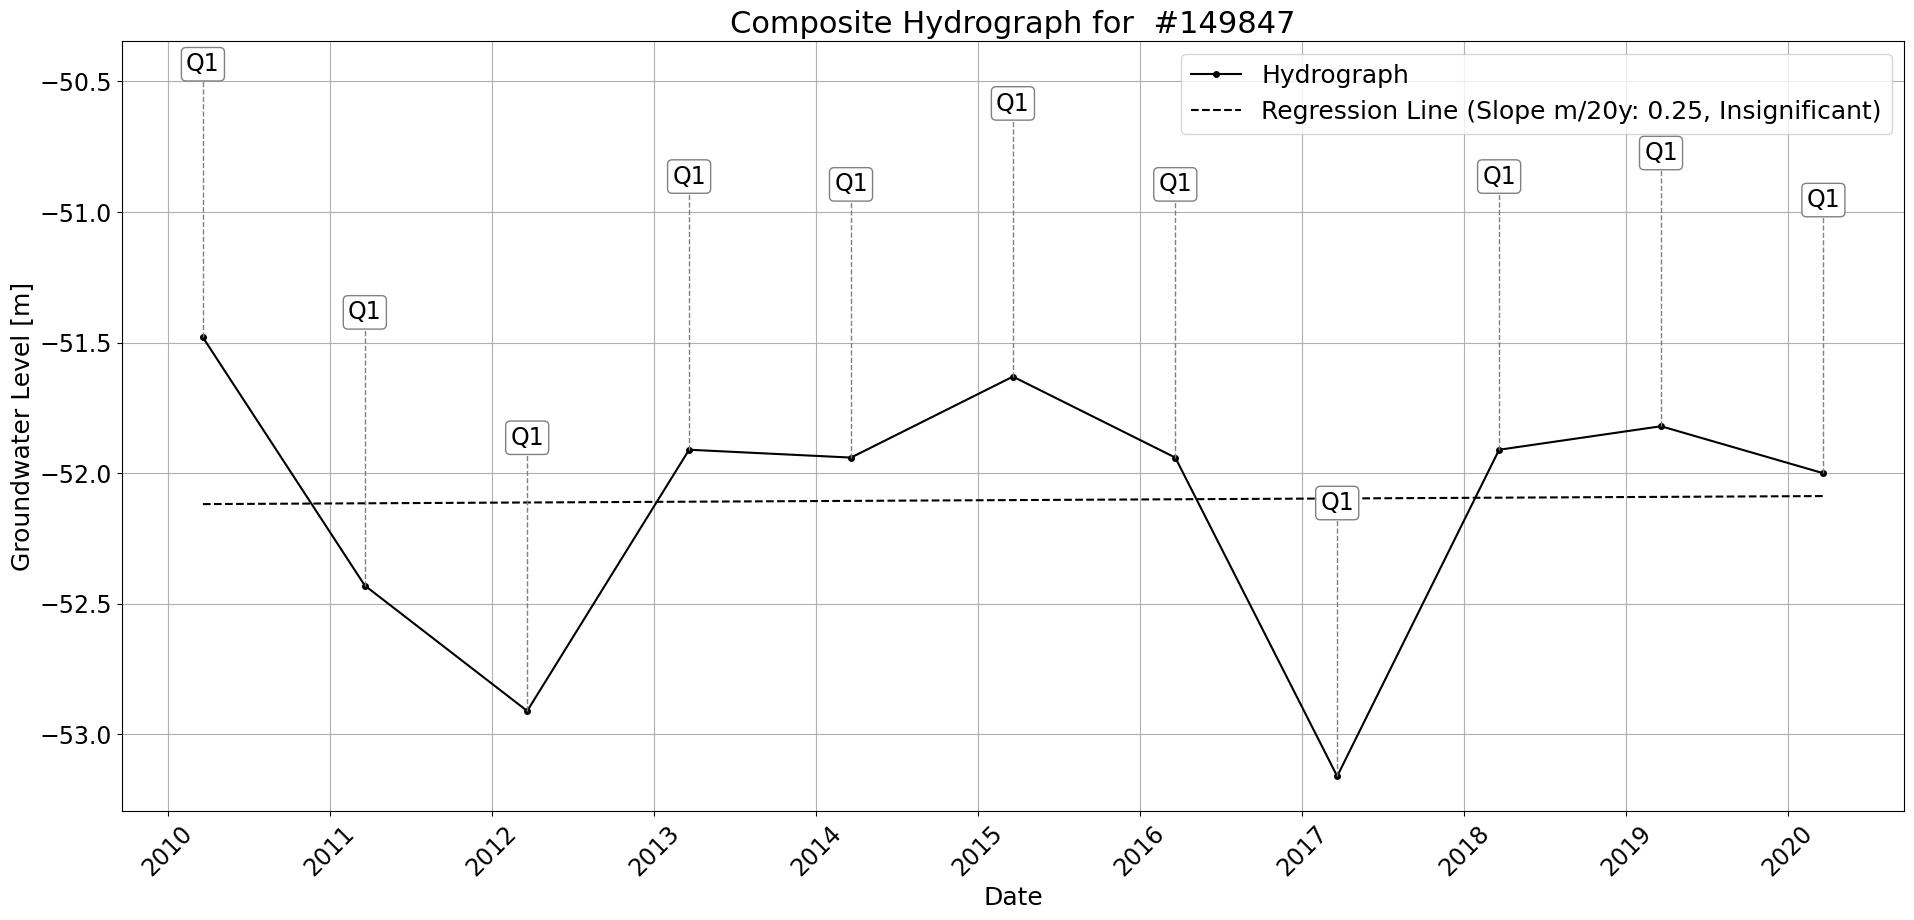 Composite Hydrograph for  #149847
Hydrograph
Regression Line (Slope m/20y: 0.25, Insignificant)
Q1
Q1
Q1
Q1
Q1
Q1
Q1
Q1
Q1
Q1
Q1
Groundwater Level [m]
−50.5
−51.0
−51.5
−52.0
−52.5
−53.0
2010
2011
2012
2013
2014
2015
2016
2017
2018
2019
2020
Date